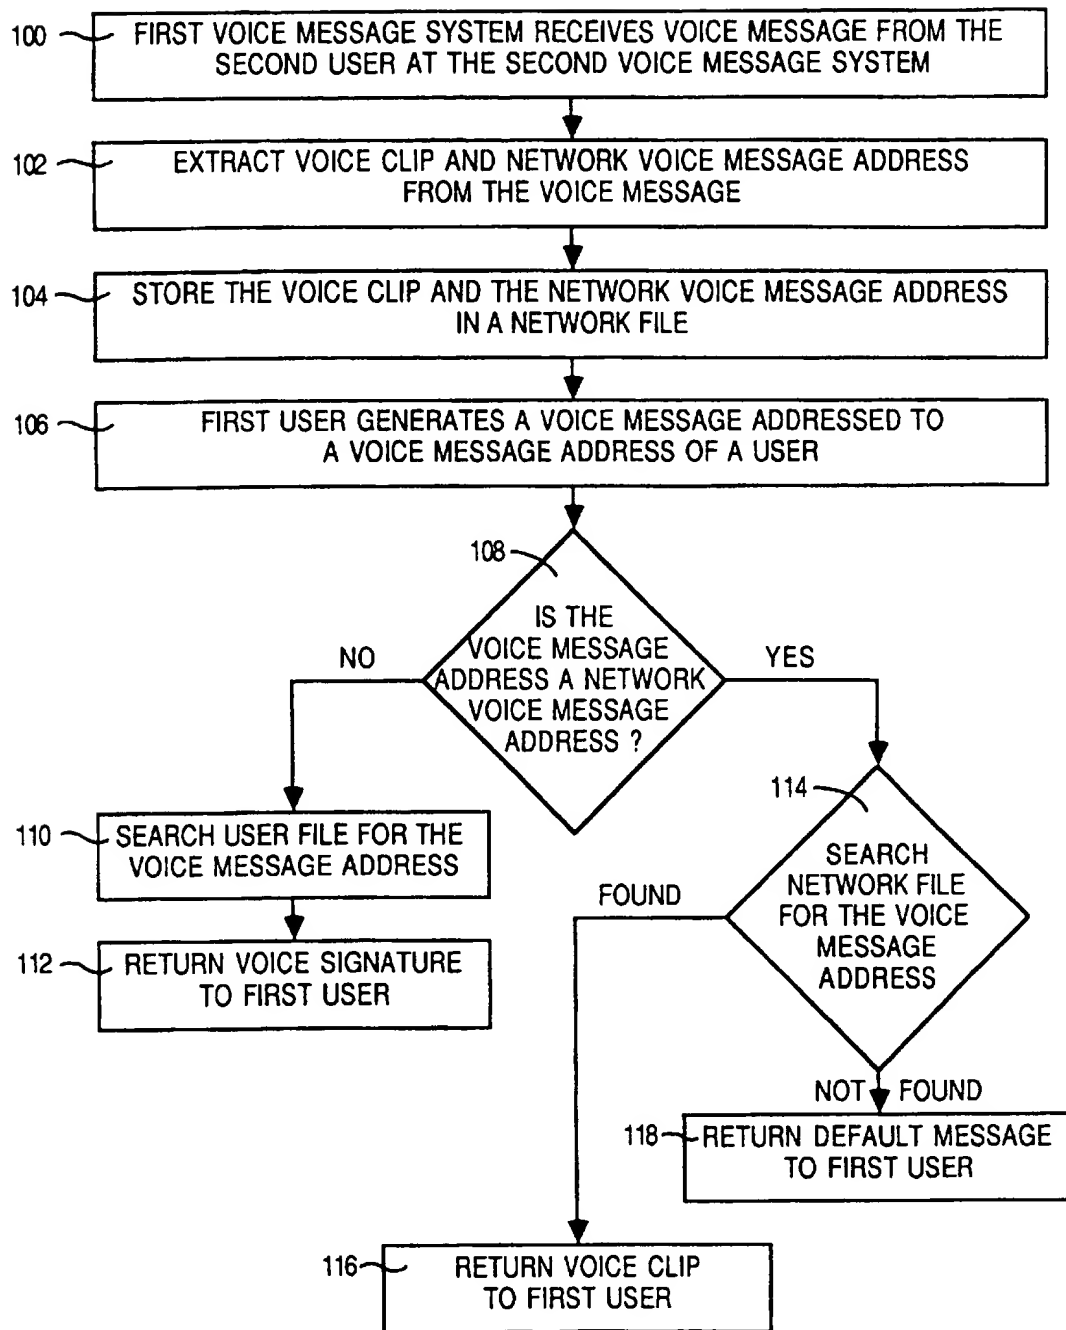 100 FIRST VOICE MESSAGE SYSTEM RECEIVES VOICE MESSAGE FROM THE
SECOND USER AT THE SECOND VOICE MESSAGE SYSTEM
102 EXTRACT VOICE CLIP AND NETWORK VOICE MESSAGE ADDRESS
FROM THE VOICE MESSAGE
104 STORE THE VOICE CLIP AND THE NETWORK VOICE MESSAGE ADDRESS
IN A NETWORK FILE
106 FIRST USER GENERATES A VOICE MESSAGE ADDRESSED TO
A VOICE MESSAGE ADDRESS OF A USER
108
IS THE
VOICE MESSAGE
ADDRESS A NETWORK
VOICE MESSAGE
ADDRESS ?
NO
YES
110 SEARCH USER FILE FOR THE
VOICE MESSAGE ADDRESS
112 RETURN VOICE SIGNATURE
TO FIRST USER
114
SEARCH
NETWORK FILE
FOR THE VOICE
MESSAGE
ADDRESS
FOUND
NOT FOUND
118 RETURN DEFAULT MESSAGE
TO FIRST USER
116 RETURN VOICE CLIP
TO FIRST USER